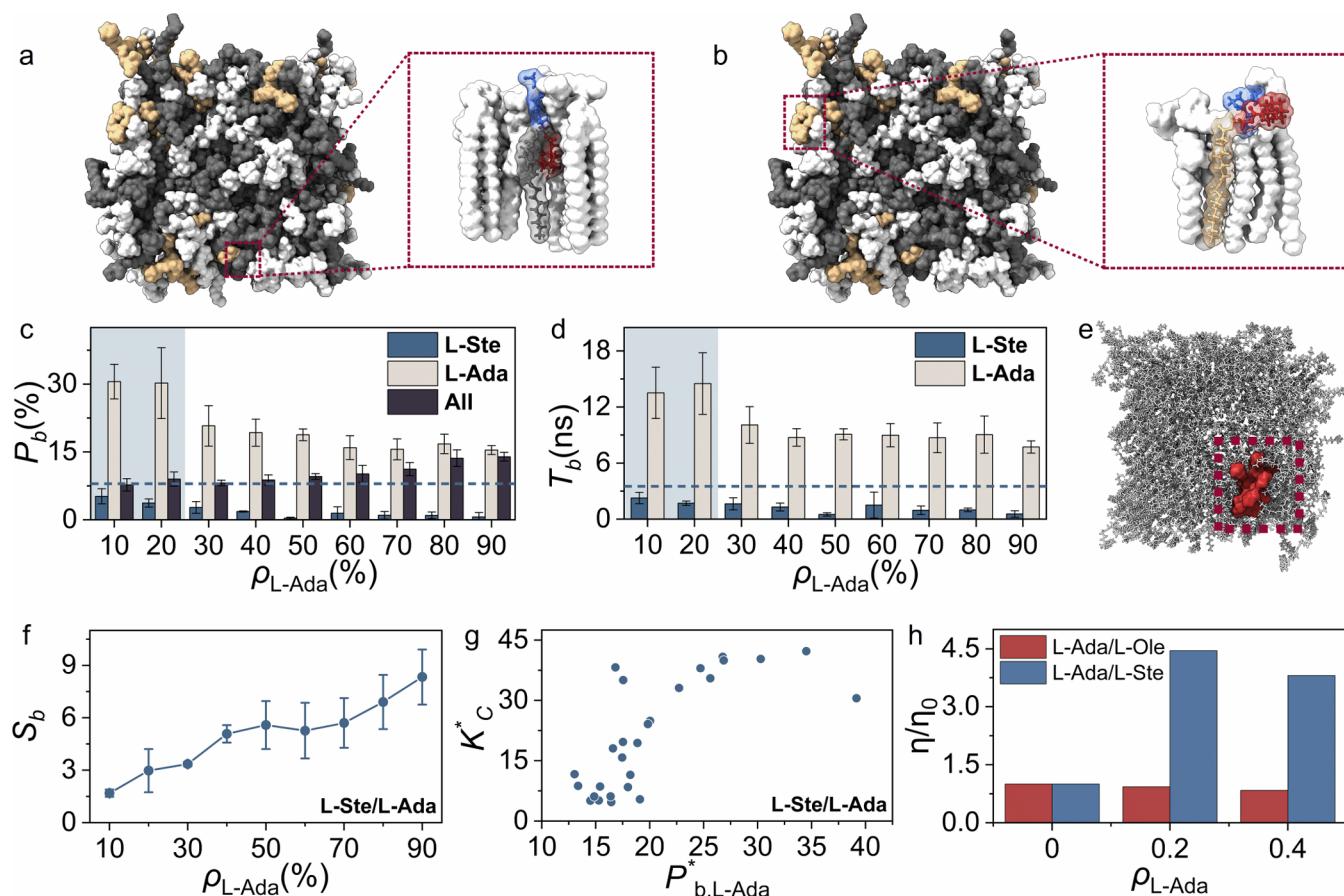 a
b
c
P_b(%)
30
15
0
L-Ste
L-Ada
All
10 20 30 40 50 60 70 80 90
ρ_L-Ada(%)
d
T_b(ns)
18
12
6
0
L-Ste
L-Ada
10 20 30 40 50 60 70 80 90
ρ_L-Ada(%)
e
f
S_b
9
6
3
0
L-Ste/L-Ada
10 30 50 70 90
ρ_L-Ada(%)
g
K*_C
45
30
15
0
L-Ste/L-Ada
10 15 20 25 30 35 40
P*_b,L-Ada
h
η/η_0
4.5
3.0
1.5
0.0
L-Ada/L-Ole
L-Ada/L-Ste
0 0.2 0.4
ρ_L-Ada